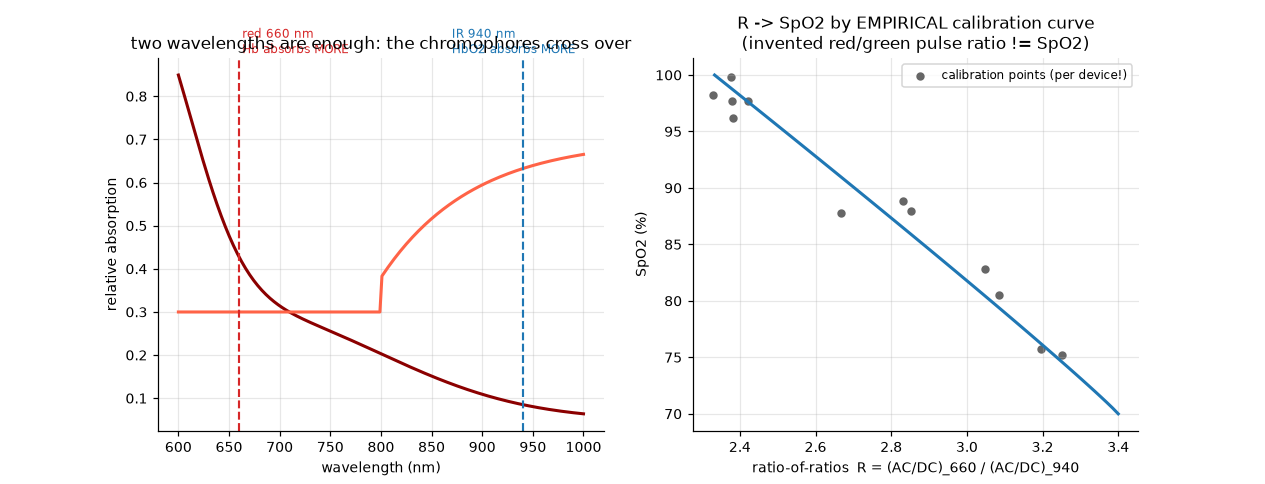 two wavelengths are enough: the chromophores cross over
red 660 nm
Hb absorbs MORE
IR 940 nm
HbO2 absorbs MORE
relative absorption
0.8
0.7
0.6
0.5
0.4
0.3
0.2
0.1
600
650
700
750
800
850
900
950
1000
wavelength (nm)
R -> SpO2 by EMPIRICAL calibration curve
(invented red/green pulse ratio != SpO2)
calibration points (per device!)
SpO2 (%)
100
95
90
85
80
75
70
2.4
2.6
2.8
3.0
3.2
3.4
ratio-of-ratios  R = (AC/DC)_660 / (AC/DC)_940